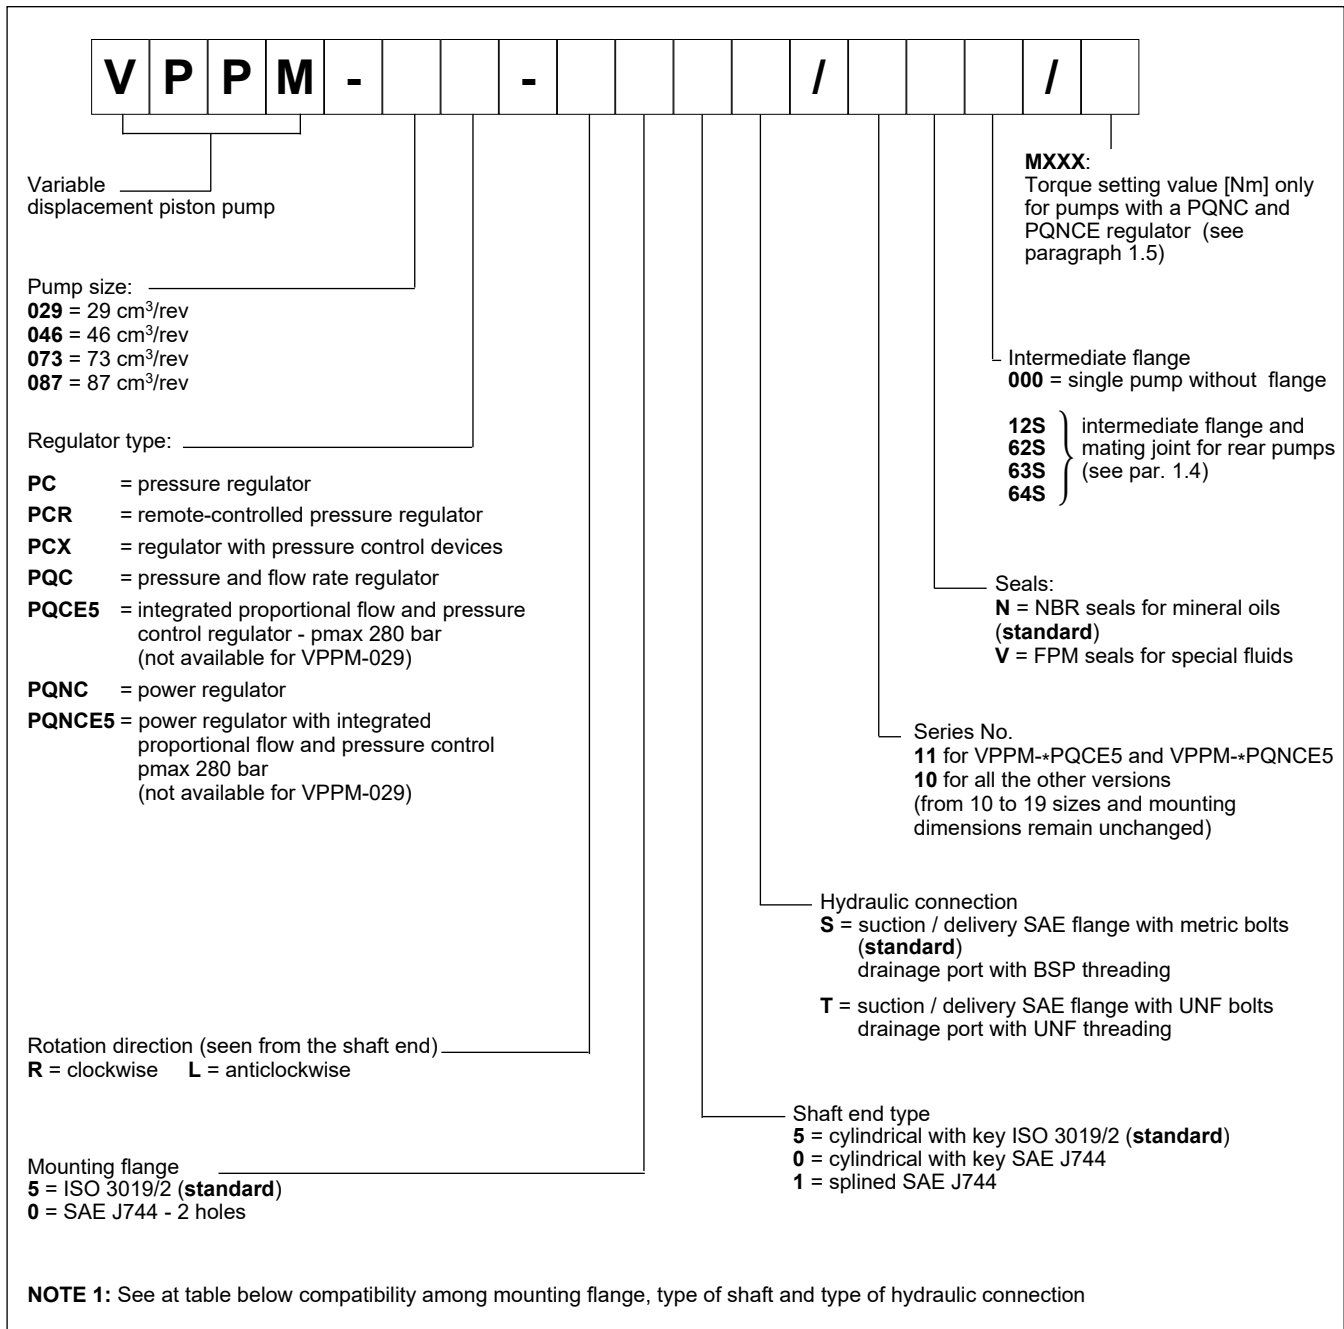 VPPM- - / /
Variable
displacement piston pump
Pump size:
029 = 29 cm³/rev
046 = 46 cm³/rev
073 = 73 cm³/rev
087 = 87 cm³/rev
Regulator type:
PC = pressure regulator
PCR = remote-controlled pressure regulator
PCX = regulator with pressure control devices
PQC = pressure and flow rate regulator
PQCE5 = integrated proportional flow and pressure
control regulator - pmax 280 bar
(not available for VPPM-029)
PQNC = power regulator
PQNCE5 = power regulator with integrated
proportional flow and pressure control
pmax 280 bar
(not available for VPPM-029)
Rotation direction (seen from the shaft end)
R = clockwise L = anticlockwise
Mounting flange
5 = ISO 3019/2 (standard)
0 = SAE J744 - 2 holes
MXXX:
Torque setting value [Nm] only
for pumps with a PQNC and
PQNCE regulator (see
paragraph 1.5)
Intermediate flange
000 = single pump without flange
12S
62S
63S
64S
intermediate flange and
mating joint for rear pumps
(see par. 1.4)
Seals:
N = NBR seals for mineral oils
(standard)
V = FPM seals for special fluids
Series No.
11 for VPPM-*PQCE5 and VPPM-*PQNCE5
10 for all the other versions
(from 10 to 19 sizes and mounting
dimensions remain unchanged)
Hydraulic connection
S = suction / delivery SAE flange with metric bolts
(standard)
drainage port with BSP threading
T = suction / delivery SAE flange with UNF bolts
drainage port with UNF threading
Shaft end type
5 = cylindrical with key ISO 3019/2 (standard)
0 = cylindrical with key SAE J744
1 = splined SAE J744
NOTE 1: See at table below compatibility among mounting flange, type of shaft and type of hydraulic connection